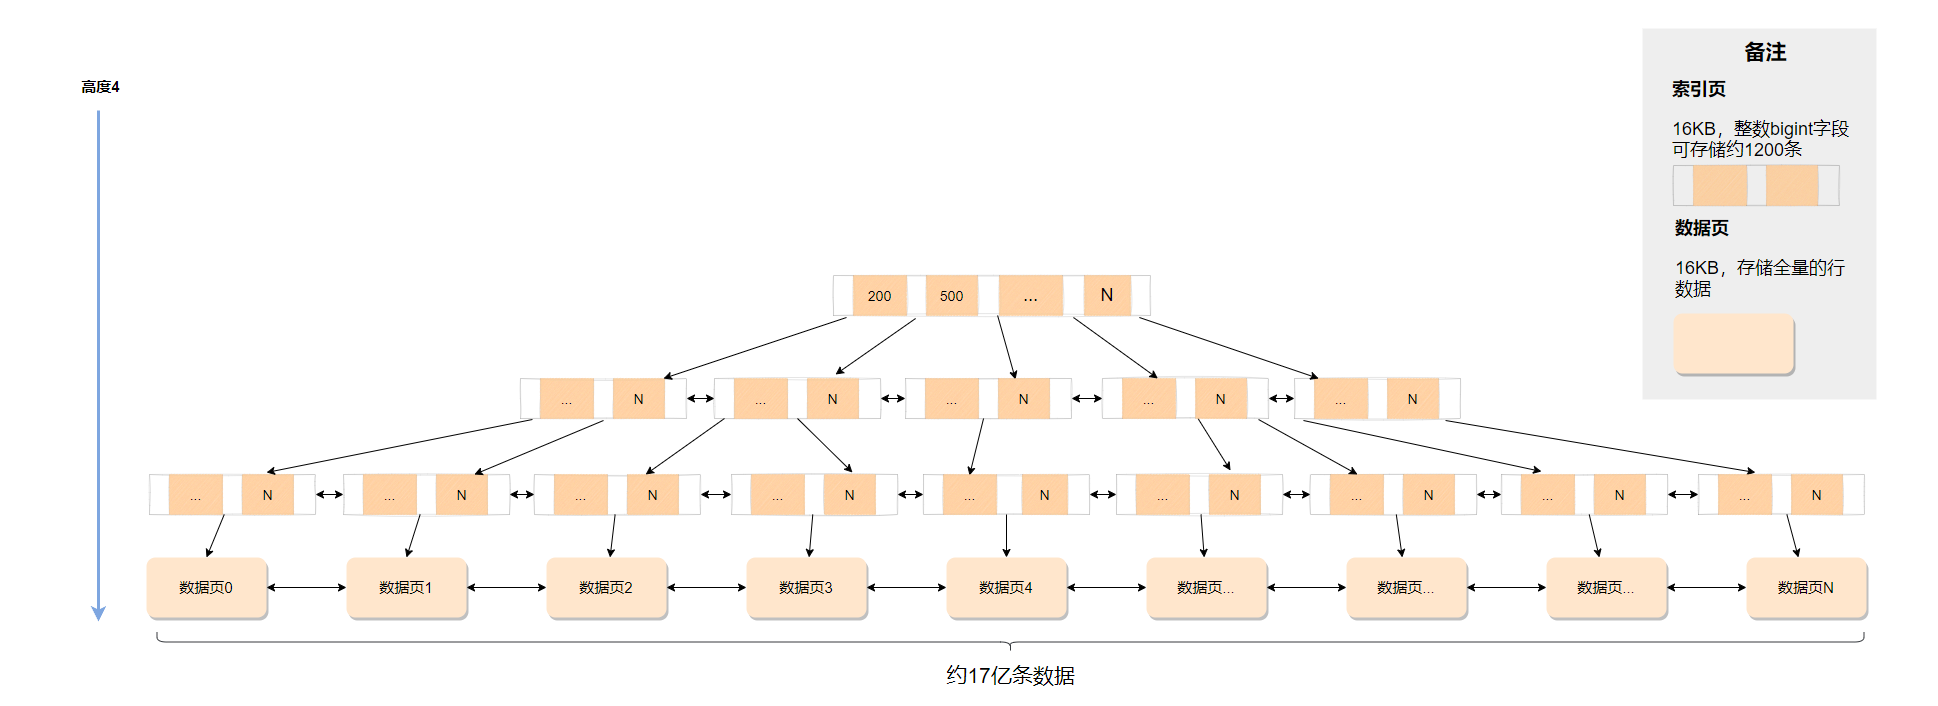 高度4
备注
索引页
16KB，整数bigint字段
可存储约1200条
数据页
16KB，存储全量的行
数据
200 500 ... N
... N ... N ... N ... N ... N
... N ... N ... N ... N ... N ... N ... N ... N ... N
数据页0 数据页1 数据页2 数据页3 数据页4 数据页... 数据页... 数据页... 数据页N
约17亿条数据